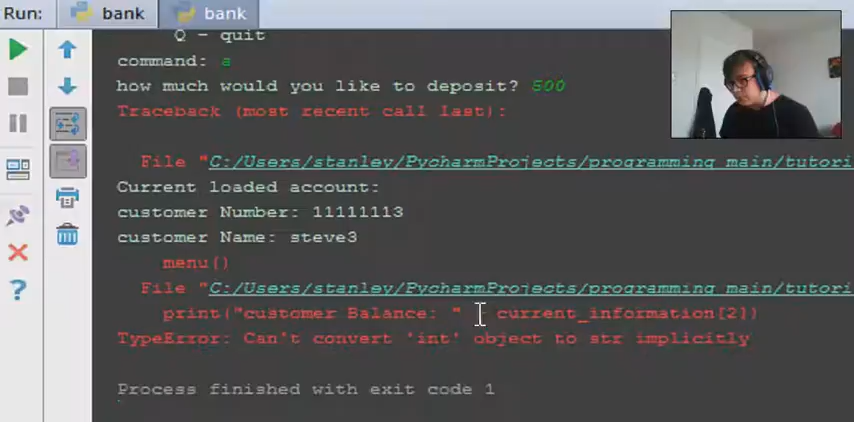 Run: bank bank
Q - quit
command: a
how much would you like to deposit? 500
Traceback (most recent call last):
File "C:/Users/stanley/PycharmProjects/programming_main/tutori
Current loaded account:
customer Number: 11111113
customer Name: steve3
menu()
File "C:/Users/stanley/PycharmProjects/programming_main/tutori
print("customer Balance: " current_information[2])
TypeError: Can't convert 'int' object to str implicitly
Process finished with exit code 1